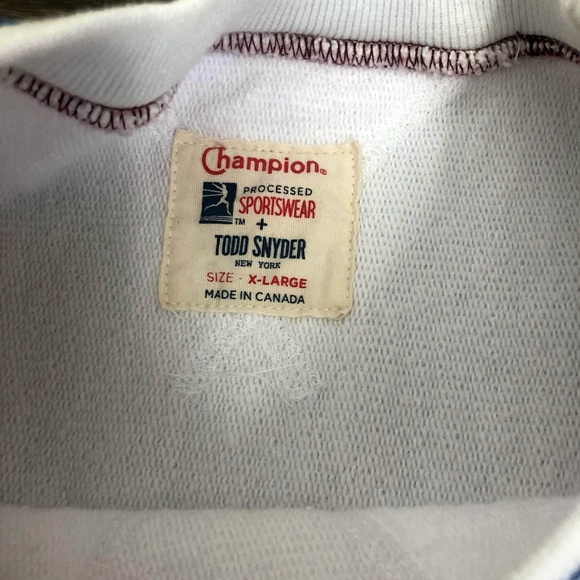 Champion®
PROCESSED
SPORTSWEAR
™ +
TODD SNYDER
NEW YORK
SIZE - X-LARGE
MADE IN CANADA